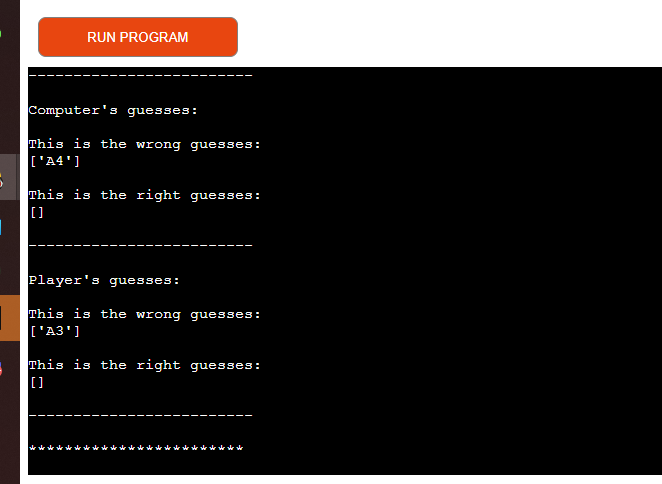 RUN PROGRAM
-------------------------
Computer's guesses:
This is the wrong guesses:
['A4']
This is the right guesses:
[]
-------------------------
Player's guesses:
This is the wrong guesses:
['A3']
This is the right guesses:
[]
-------------------------
************************